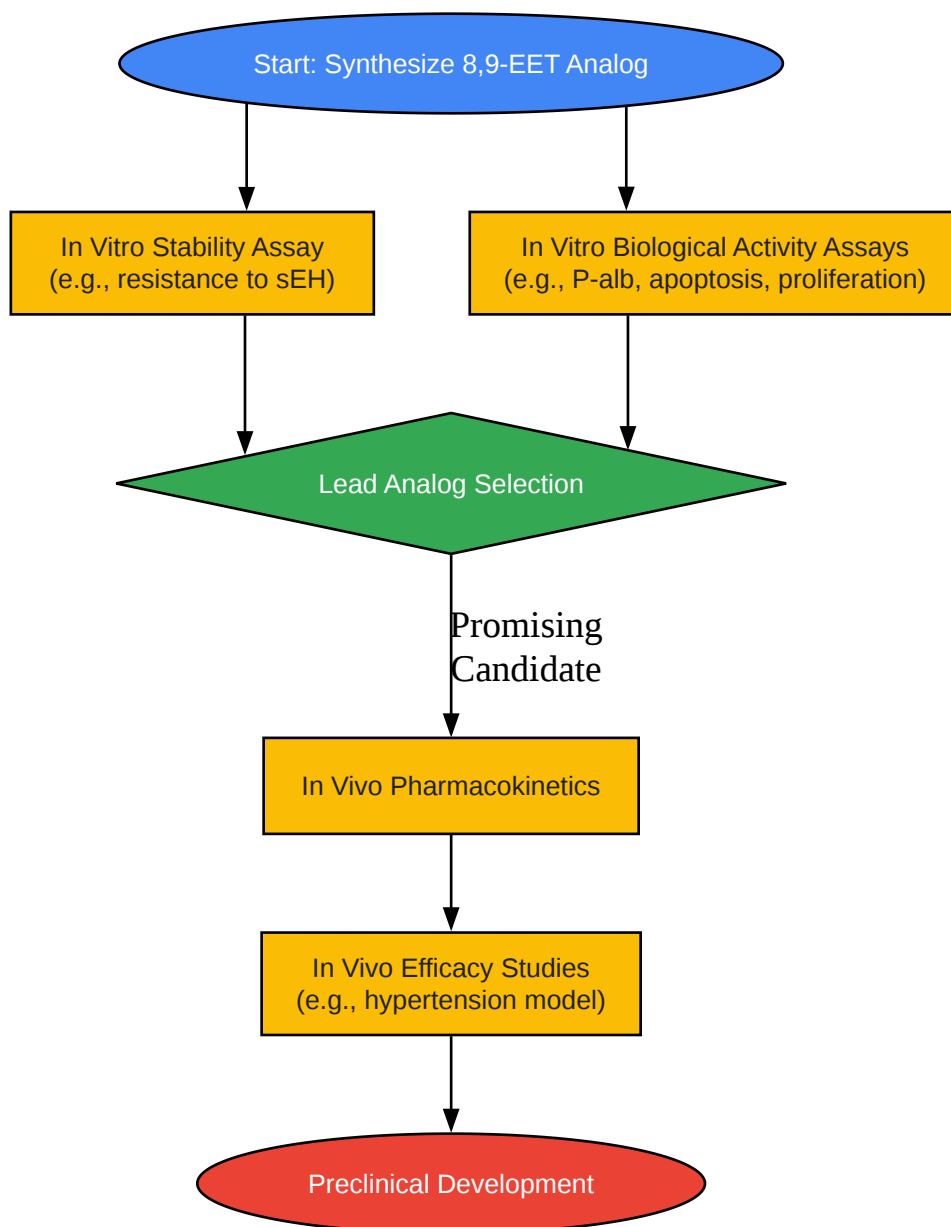 Start: Synthesize 8,9-EET Analog
In Vitro Stability Assay
(e.g., resistance to sEH)
In Vitro Biological Activity Assays
(e.g., P-alb, apoptosis, proliferation)
Lead Analog Selection
Promising
Candidate
In Vivo Pharmacokinetics
In Vivo Efficacy Studies
(e.g., hypertension model)
Preclinical Development